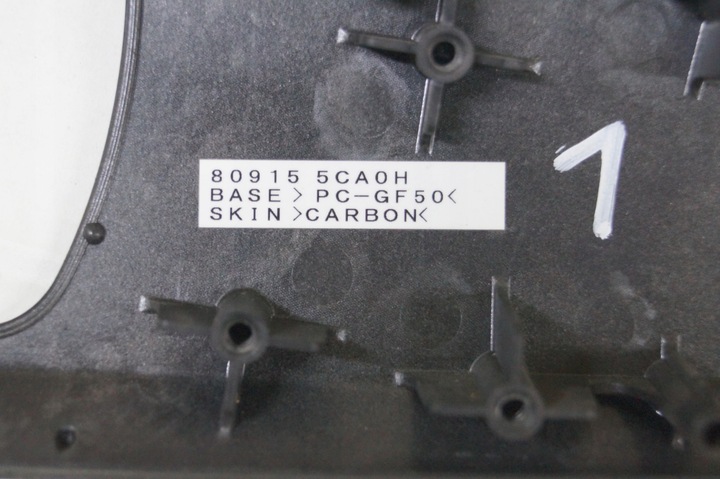 80915 5CA0H
BASE > PC-GF50<
SKIN >CARBON<
1